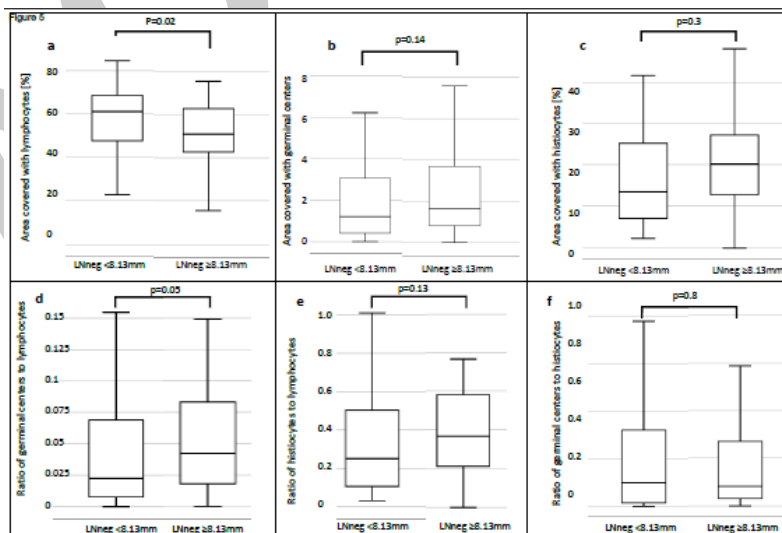 Figure 5
a
P=0.02
Area covered with lymphocytes [%]
80
60
40
20
0
LNneg <8.13mm
LNneg ≥8.13mm
b
p=0.14
Area covered with germinal centers
8
6
4
2
0
LNneg <8.13mm
LNneg ≥8.13mm
c
p=0.3
Area covered with histiocytes [%]
40
30
20
10
0
LNneg <8.13mm
LNneg ≥8.13mm
d
p=0.05
Ratio of germinal centers to lymphocytes
0.15
0.125
0.1
0.075
0.05
0.025
0
LNneg <8.13mm
LNneg ≥8.13mm
e
p=0.13
Ratio of histiocytes to lymphocytes
1.0
0.8
0.6
0.4
0.2
0
LNneg <8.13mm
LNneg ≥8.13mm
f
p=0.8
Ratio of germinal centers to histiocytes
1.0
0.8
0.6
0.4
0.2
0
LNneg <8.13mm
LNneg ≥8.13mm